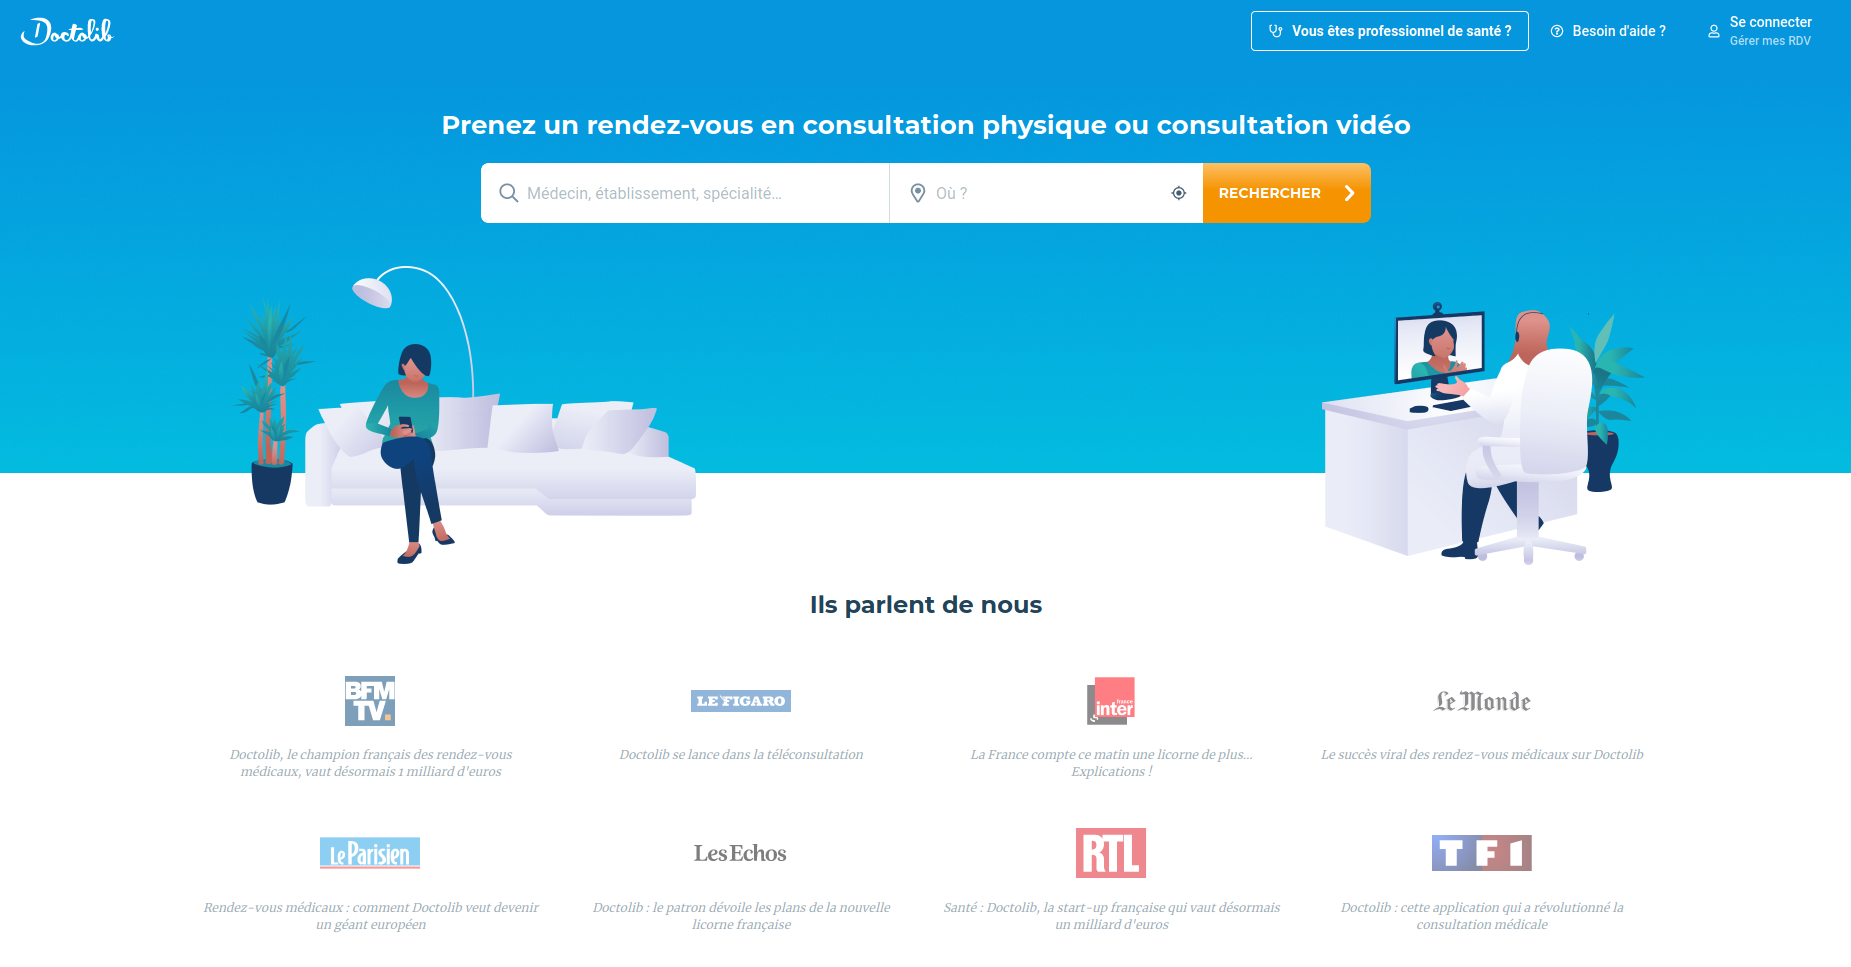 Doctolib
Vous êtes professionnel de santé ?
Besoin d'aide ?
Se connecter
Gérer mes RDV
Prenez un rendez-vous en consultation physique ou consultation vidéo
Médecin, établissement, spécialité...
Où ?
RECHERCHER
Ils parlent de nous
BFM
TV.
LE FIGARO
france
inter
Le Monde
Doctolib, le champion français des rendez-vous
médicaux, vaut désormais 1 milliard d'euros
Doctolib se lance dans la téléconsultation
La France compte ce matin une licorne de plus...
Explications !
Le succès viral des rendez-vous médicaux sur Doctolib
Le Parisien
Les Echos
RTL
TF1
Rendez-vous médicaux : comment Doctolib veut devenir
un géant européen
Doctolib : le patron dévoile les plans de la nouvelle
licorne française
Santé : Doctolib, la start-up française qui vaut désormais
un milliard d'euros
Doctolib : cette application qui a révolutionné la
consultation médicale